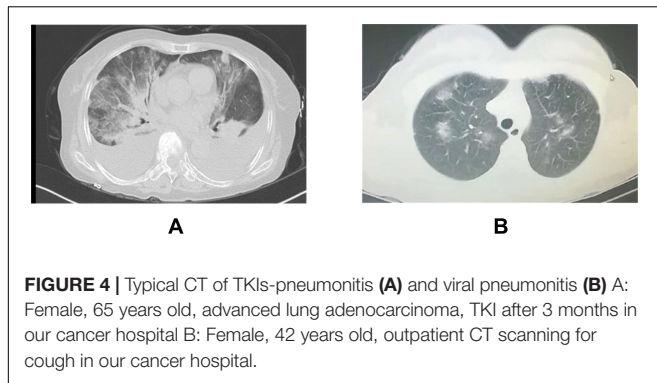 A
B
FIGURE 4 | Typical CT of TKIs-pneumonitis (A) and viral pneumonitis (B) A:
Female, 65 years old, advanced lung adenocarcinoma, TKI after 3 months in
our cancer hospital B: Female, 42 years old, outpatient CT scanning for
cough in our cancer hospital.